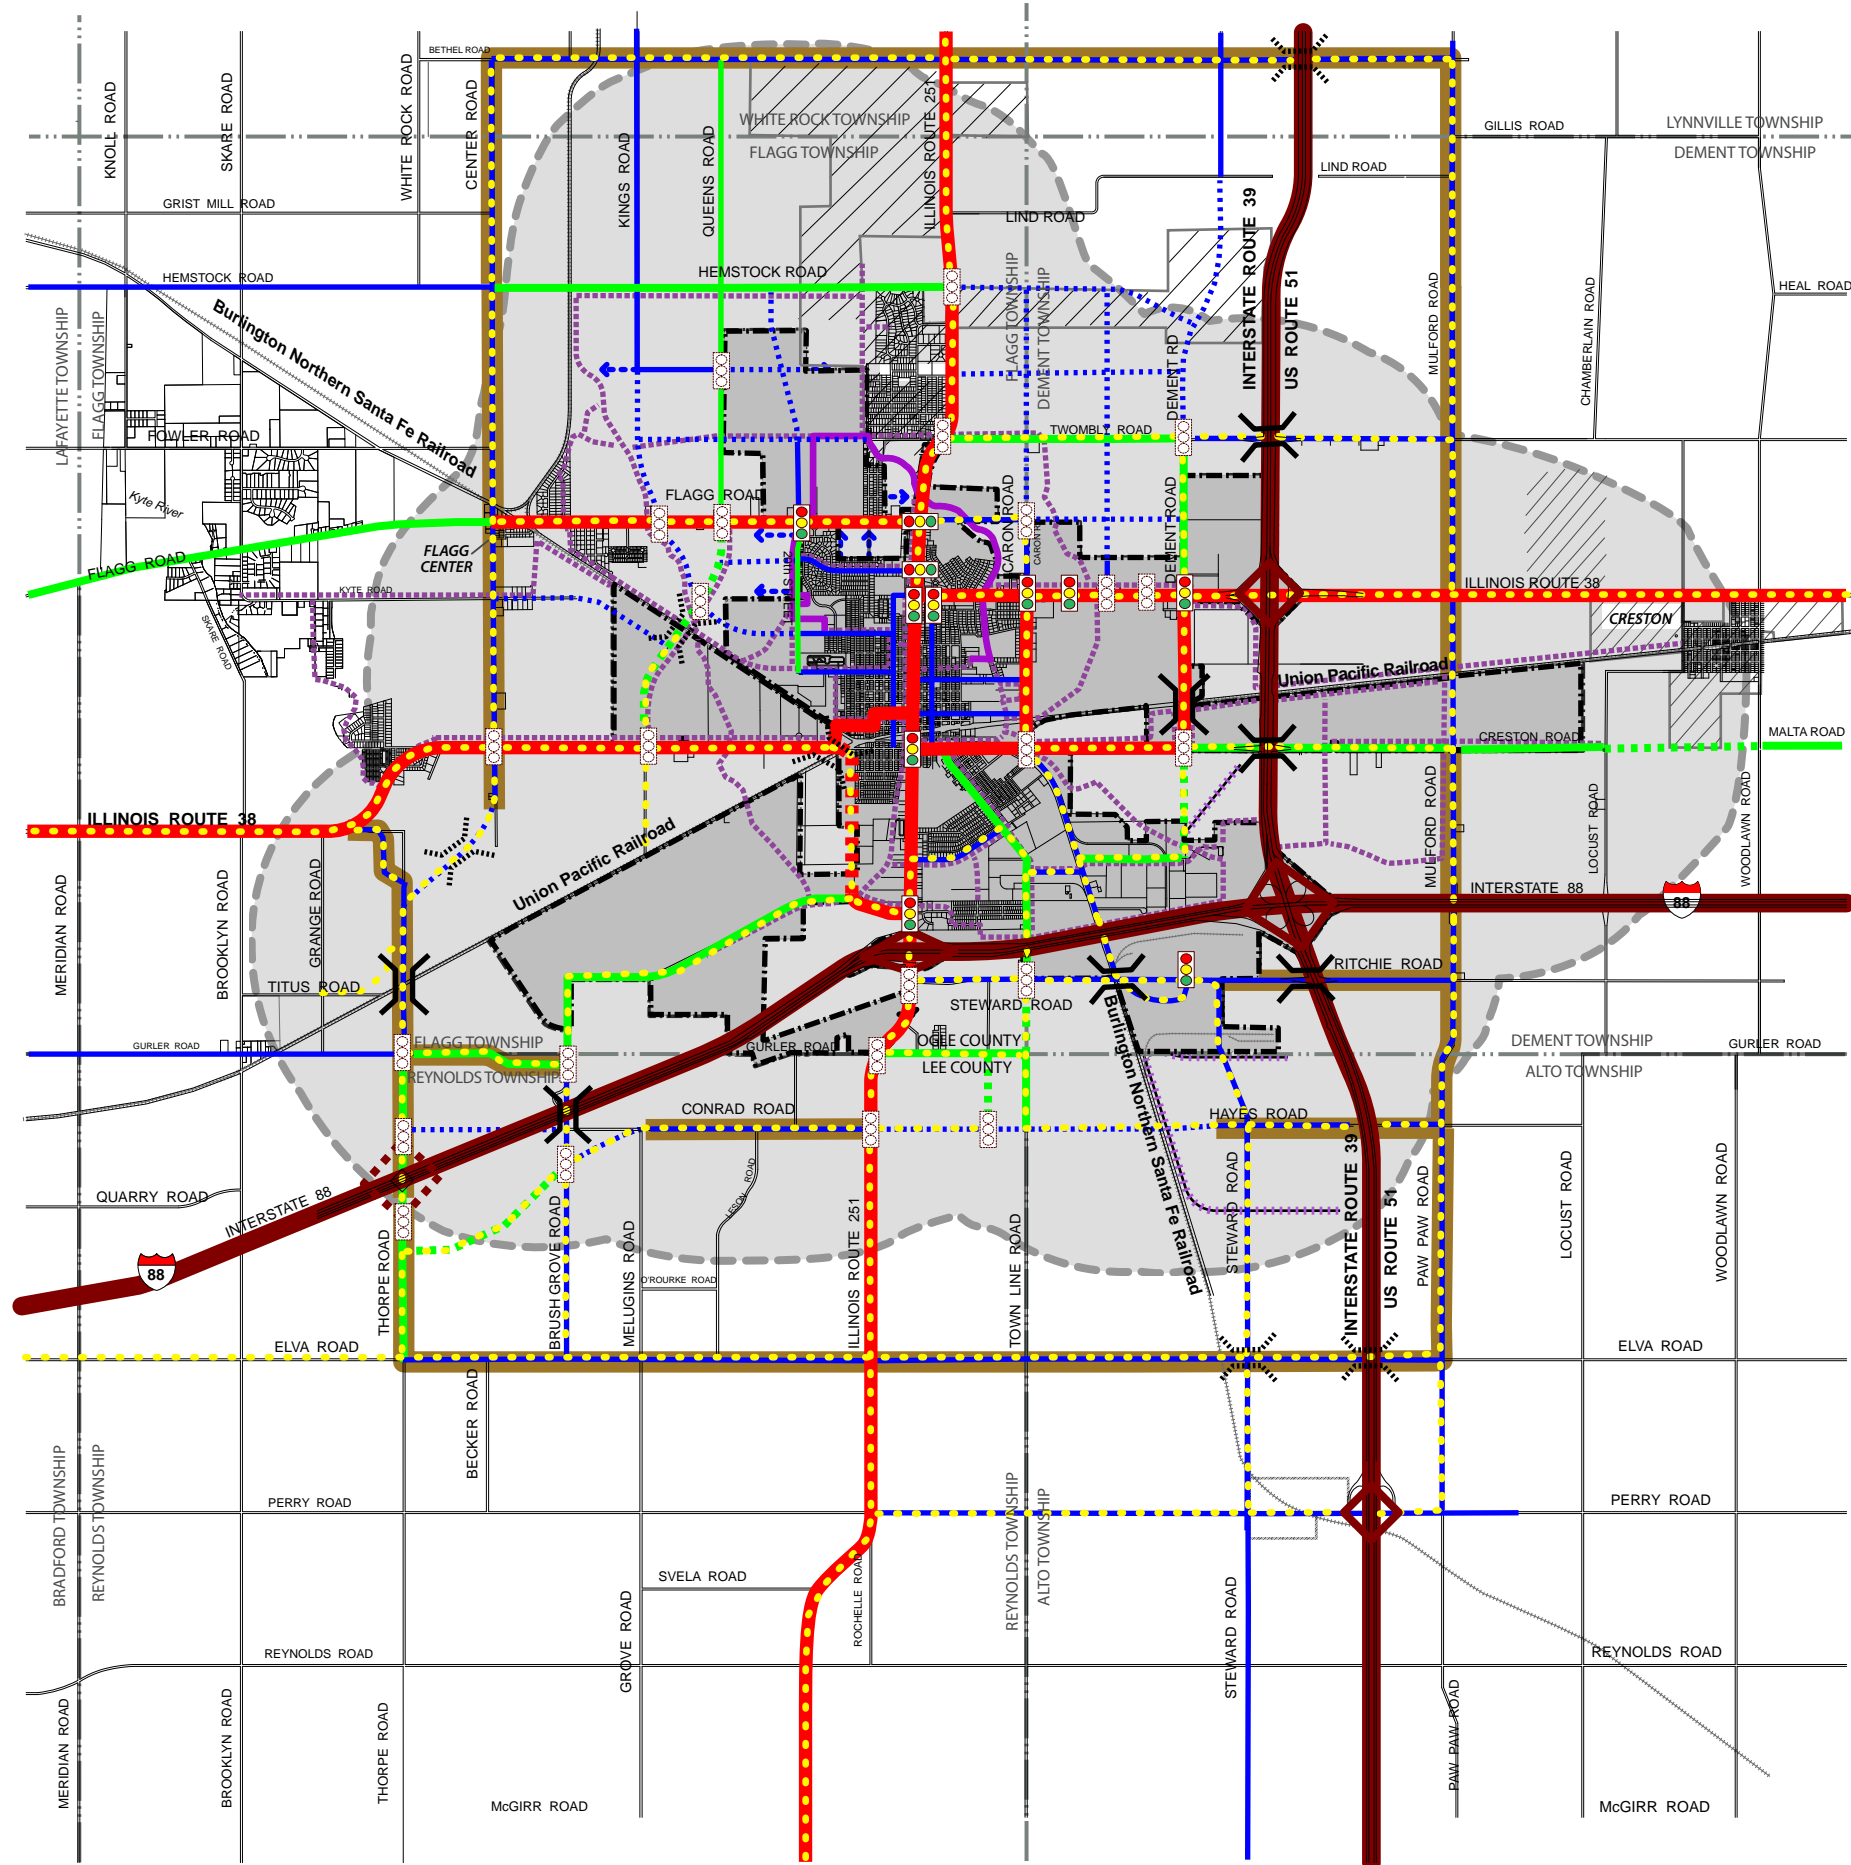 BETHEL ROAD
KNOLL ROAD
SKARE ROAD
WHITE ROCK ROAD
CENTER ROAD
KINGS ROAD
QUEENS ROAD
ILLINOIS ROUTE 251
WHITE ROCK TOWNSHIP
FLAGG TOWNSHIP
GILLIS ROAD
LYNNVILLE TOWNSHIP
DEMENT TOWNSHIP
LIND ROAD
LIND ROAD
GRIST MILL ROAD
INTERSTATE ROUTE 39
US ROUTE 51
HEMSTOCK ROAD
HEMSTOCK ROAD
FLAGG TOWNSHIP
DEMENT TOWNSHIP
MULFORD ROAD
CHAMBERLAIN ROAD
HEAL ROAD
LAFAYETTE TOWNSHIP
FLAGG TOWNSHIP
Burlington Northern Santa Fe Railroad
DEMENT RD
TWOMBLY ROAD
FOWLER ROAD
Kyte River
FLAGG ROAD
CARON ROAD
CARON RD
DEMENT ROAD
FLAGG ROAD
FLAGG
CENTER
KYTE ROAD
20TH STREET
SKARE ROAD
ILLINOIS ROUTE 38
CRESTON
Union Pacific Railroad
CRESTON ROAD
MALTA ROAD
ILLINOIS ROUTE 38
Union Pacific Railroad
MERIDIAN ROAD
BROOKLYN ROAD
GRANGE ROAD
MULFORD ROAD
LOCUST ROAD
WOODLAWN ROAD
INTERSTATE 88
88
TITUS ROAD
RITCHIE ROAD
STEWARD ROAD
GURLER ROAD
FLAGG TOWNSHIP
REYNOLDS TOWNSHIP
GURLER ROAD
OGLE COUNTY
LEE COUNTY
DEMENT TOWNSHIP
ALTO TOWNSHIP
GURLER ROAD
CONRAD ROAD
HAYES ROAD
Burlington Northern Santa Fe Railroad
QUARRY ROAD
INTERSTATE 88
88
THORPE ROAD
BRUSH GROVE ROAD
MELUGINS ROAD
LESON ROAD
O'ROURKE ROAD
ILLINOIS ROUTE 251
TOWN LINE ROAD
STEWARD ROAD
INTERSTATE ROUTE 39
US ROUTE 51
PAW PAW ROAD
LOCUST ROAD
WOODLAWN ROAD
ELVA ROAD
ELVA ROAD
BECKER ROAD
BRADFORD TOWNSHIP
REYNOLDS TOWNSHIP
PERRY ROAD
REYNOLDS TOWNSHIP
ALTO TOWNSHIP
PERRY ROAD
SVELA ROAD
ROCHELLE ROAD
GROVE ROAD
STEWARD ROAD
REYNOLDS ROAD
REYNOLDS ROAD
MERIDIAN ROAD
BROOKLYN ROAD
THORPE ROAD
PAW PAW ROAD
McGIRR ROAD
McGIRR ROAD